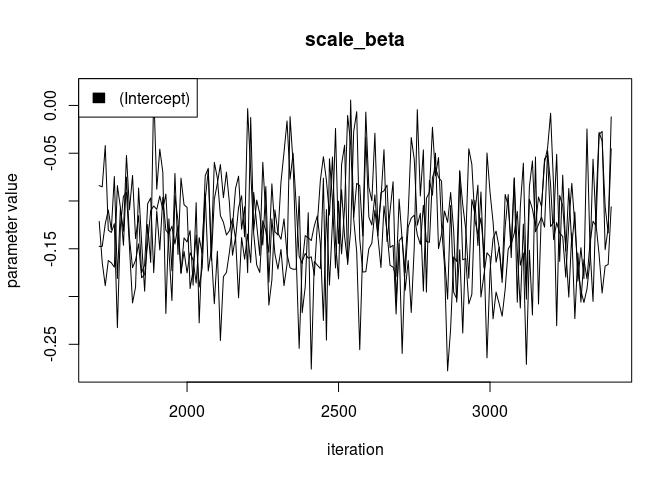 scale_beta
(Intercept)
0.00
-0.05
-0.15
-0.25
parameter value
2000
2500
3000
iteration